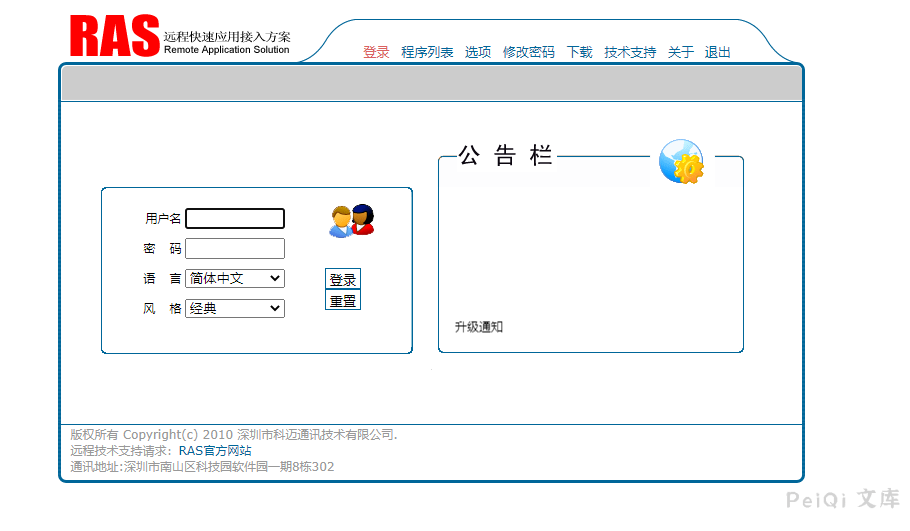 RAS 远程快速应用接入方案
Remote Application Solution
登录 程序列表 选项 修改密码 下载 技术支持 关于 退出
公 告 栏
用户名
密 码
语 言 简体中文
登录
风 格 经典
重置
升级通知
版权所有 Copyright(c) 2010 深圳市科迈通讯技术有限公司.
远程技术支持请求: RAS官方网站
通讯地址:深圳市南山区科技园软件园一期8栋302
PeiQi 文库